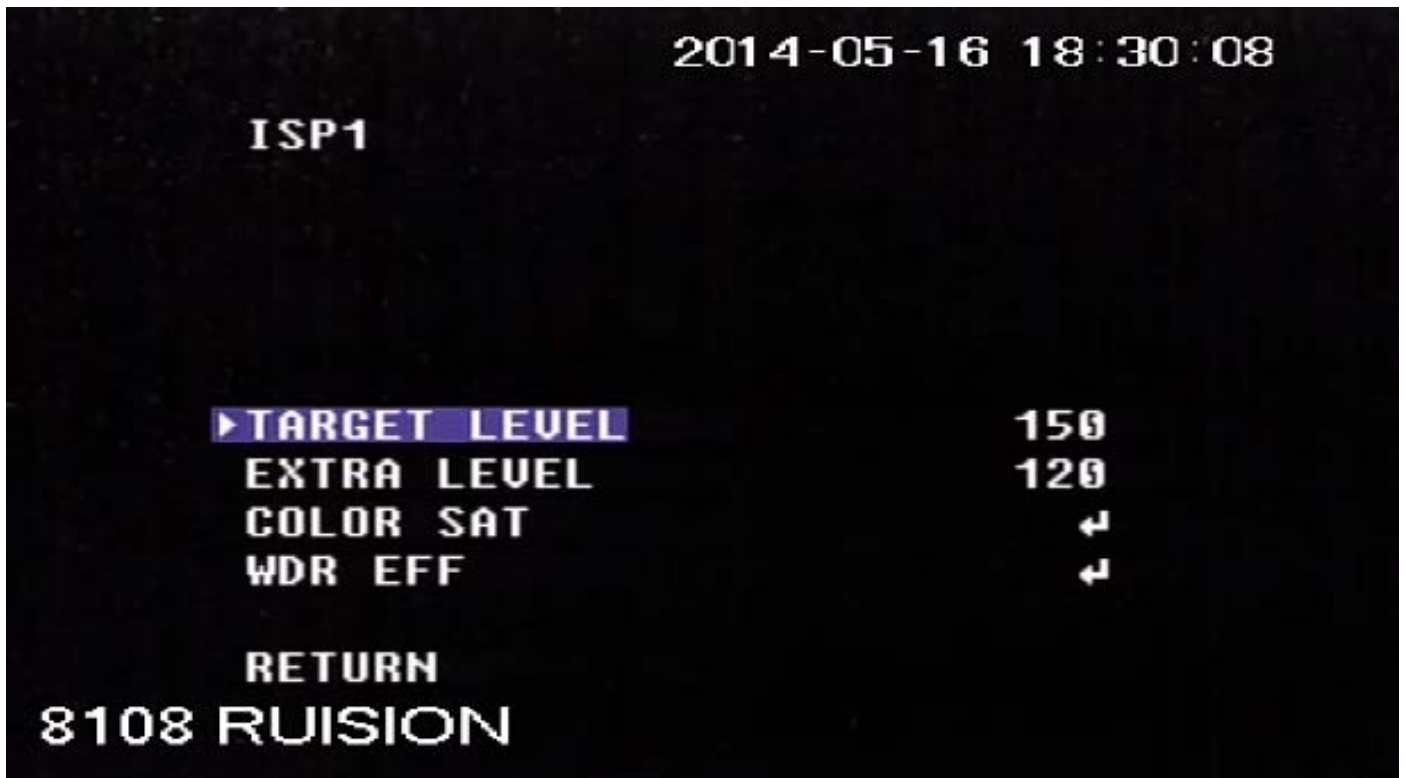 2014-05-16 18:30:08
ISP1
▶TARGET LEVEL 150
EXTRA LEVEL 120
COLOR SAT ↵
WDR EFF ↵
RETURN
8108 RUISION